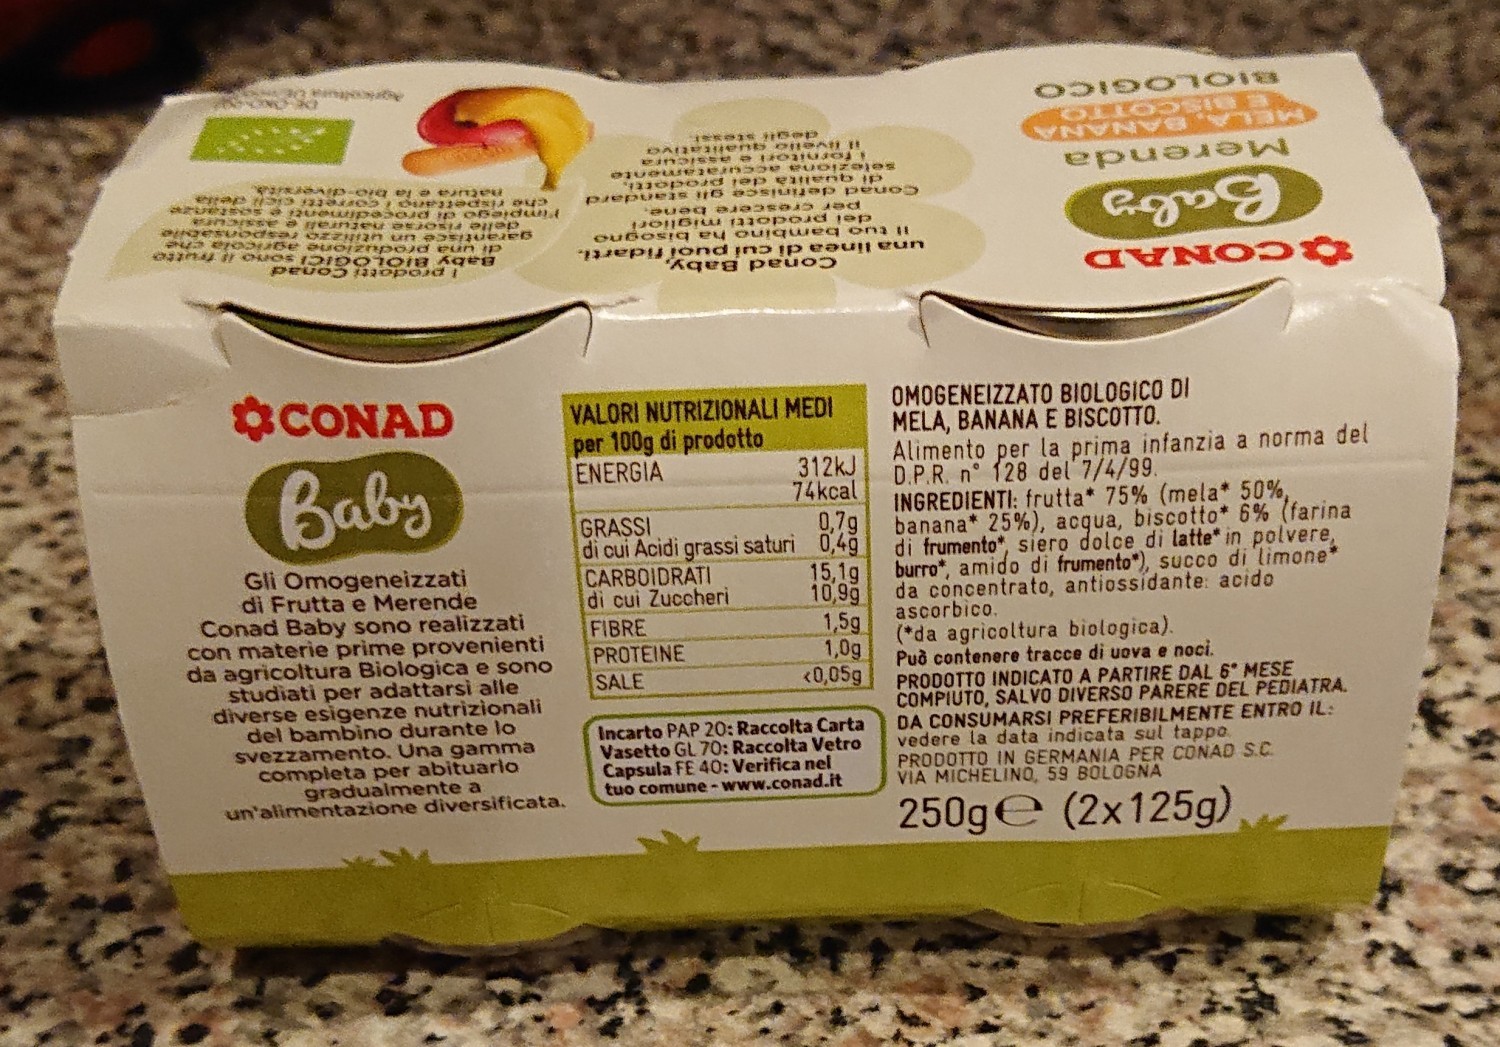 BIOLOGICO
MELA, BANANA
E BISCOTTO
Merenda
Baby
CONAD
Conad Baby,
una linea di cui puoi fidarti.
Il tuo bambino ha bisogno
dei prodotti migliori
per crescere bene.
Conad definisce gli standard
di qualità dei prodotti,
seleziona accuratamente
i fornitori e assicura
il livello qualitativo
degli stessi.
I prodotti Conad
Baby BIOLOGICI sono il frutto
di una produzione agricola che
garantisce un utilizzo responsabile
delle risorse naturali e assicura
l'impiego di procedimenti e sostanze
che rispettano i corretti cicli della
natura e la bio-diversità.
Agricoltura
CONAD
Baby
Gli Omogeneizzati
di Frutta e Merende
Conad Baby sono realizzati
con materie prime provenienti
da agricoltura Biologica e sono
studiati per adattarsi alle
diverse esigenze nutrizionali
del bambino durante lo
svezzamento. Una gamma
completa per abituarlo
gradualmente a
un'alimentazione diversificata.
VALORI NUTRIZIONALI MEDI
per 100g di prodotto
ENERGIA 312kJ
74kcal
GRASSI 0,7g
di cui Acidi grassi saturi 0,4g
CARBOIDRATI 15,1g
di cui Zuccheri 10,9g
FIBRE 1,5g
PROTEINE 1,0g
SALE <0,05g
Incarto PAP 20: Raccolta Carta
Vasetto GL 70: Raccolta Vetro
Capsula FE 40: Verifica nel
tuo comune - www.conad.it
OMOGENEIZZATO BIOLOGICO DI
MELA, BANANA E BISCOTTO.
Alimento per la prima infanzia a norma del
D.P.R. n° 128 del 7/4/99.
INGREDIENTI: frutta* 75% (mela* 50%,
banana* 25%), acqua, biscotto* 6% (farina
di frumento*, siero dolce di latte* in polvere,
burro*, amido di frumento*), succo di limone*
da concentrato, antiossidante: acido
ascorbico.
(*da agricoltura biologica).
Può contenere tracce di uova e noci.
PRODOTTO INDICATO A PARTIRE DAL 6° MESE
COMPIUTO, SALVO DIVERSO PARERE DEL PEDIATRA.
DA CONSUMARSI PREFERIBILMENTE ENTRO IL:
vedere la data indicata sul tappo.
PRODOTTO IN GERMANIA PER CONAD S.C.
VIA MICHELINO, 59 BOLOGNA
250g e (2x125g)